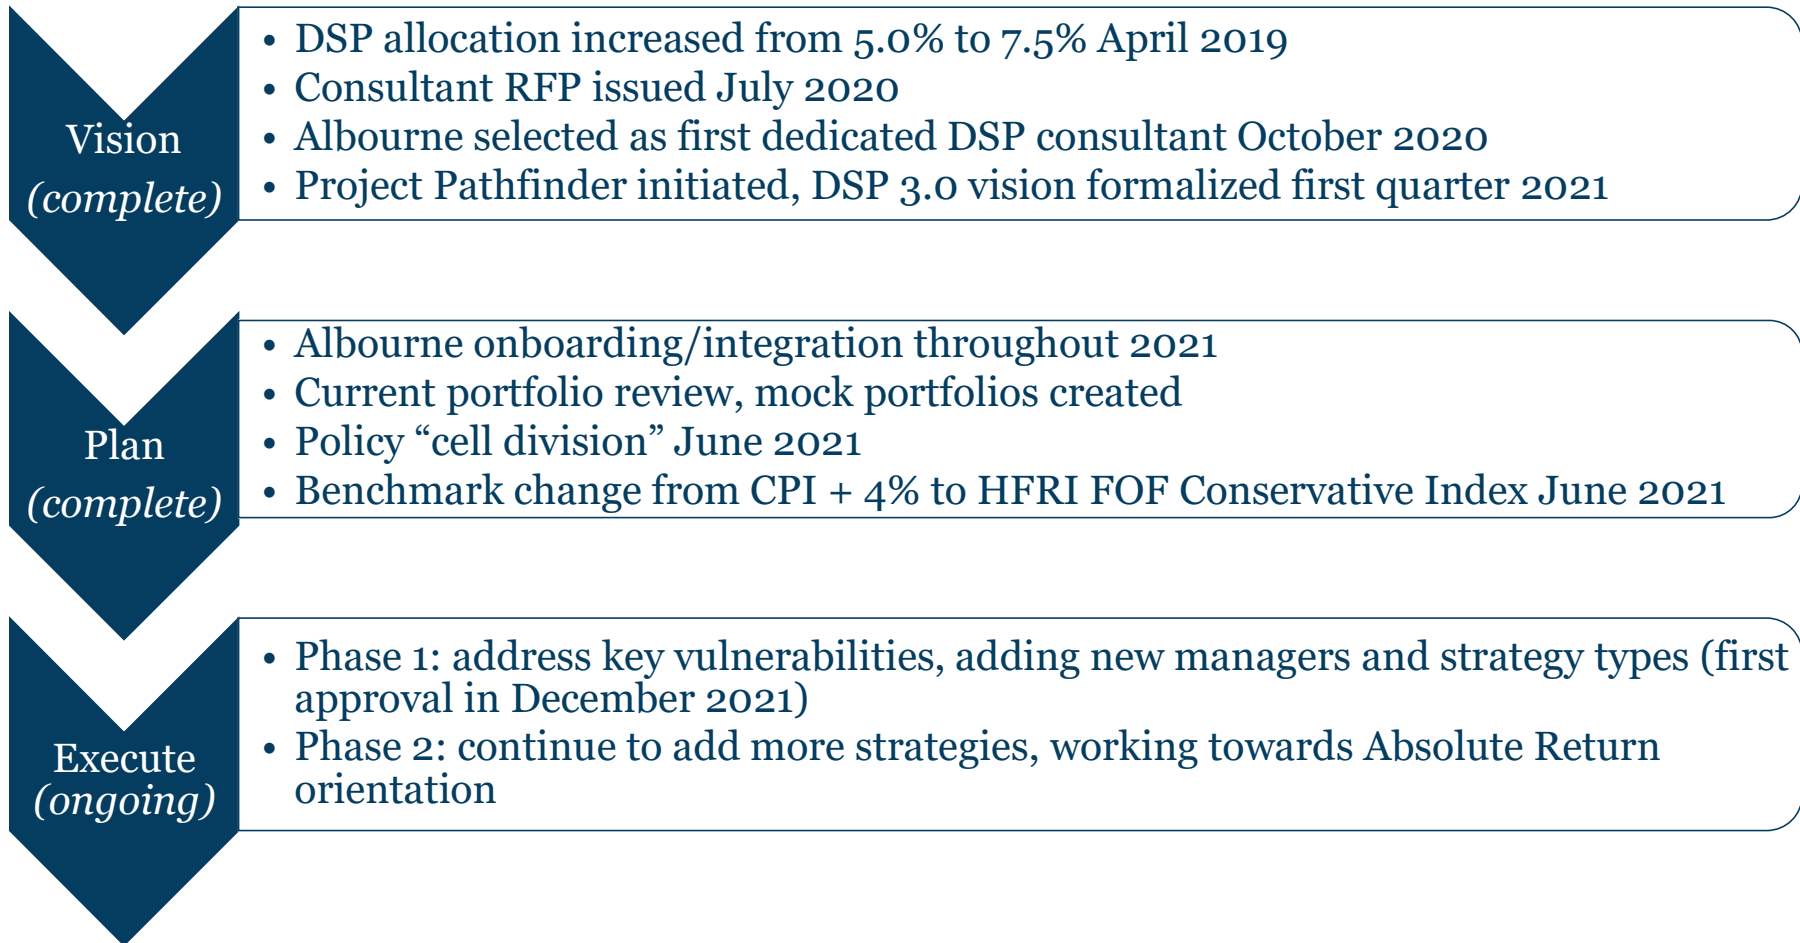 Vision
(complete)
• DSP allocation increased from 5.0% to 7.5% April 2019
• Consultant RFP issued July 2020
• Albourne selected as first dedicated DSP consultant October 2020
• Project Pathfinder initiated, DSP 3.0 vision formalized first quarter 2021
Plan
(complete)
• Albourne onboarding/integration throughout 2021
• Current portfolio review, mock portfolios created
• Policy “cell division” June 2021
• Benchmark change from CPI + 4% to HFRI FOF Conservative Index June 2021
Execute
(ongoing)
• Phase 1: address key vulnerabilities, adding new managers and strategy types (first
approval in December 2021)
• Phase 2: continue to add more strategies, working towards Absolute Return
orientation